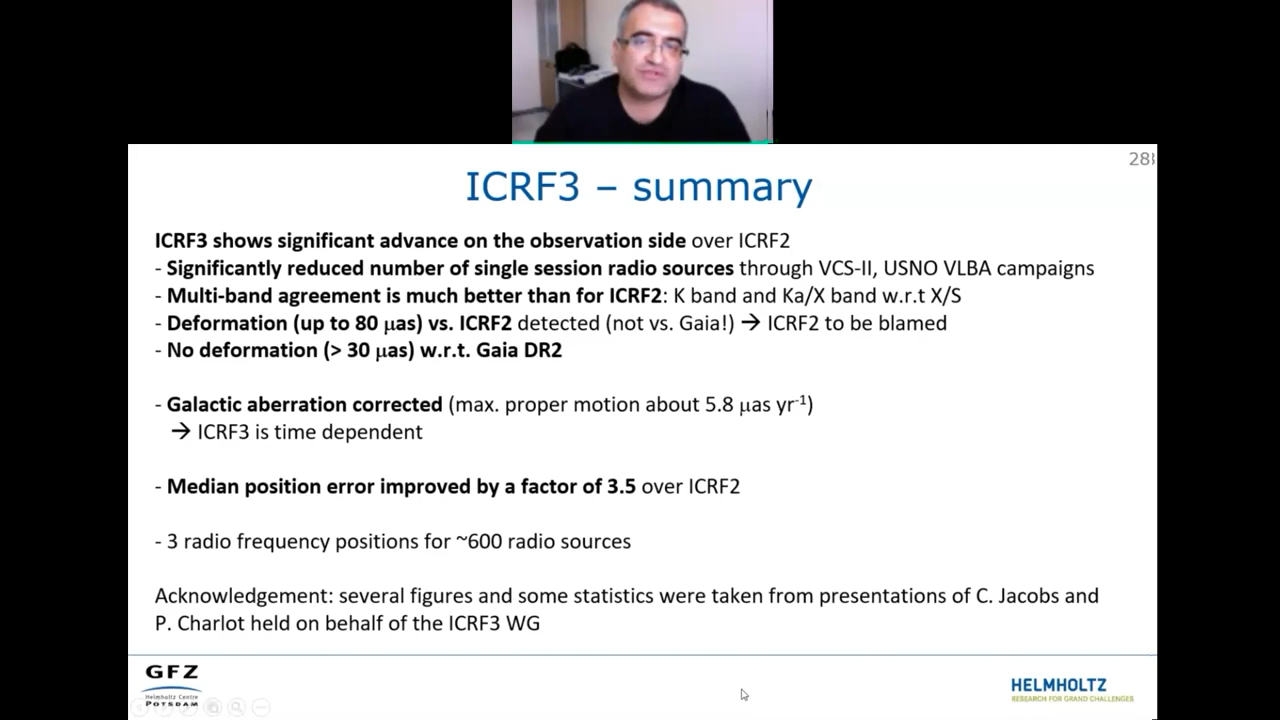 28
ICRF3 – summary
ICRF3 shows significant advance on the observation side over ICRF2
- Significantly reduced number of single session radio sources through VCS-II, USNO VLBA campaigns
- Multi-band agreement is much better than for ICRF2: K band and Ka/X band w.r.t X/S
- Deformation (up to 80 μas) vs. ICRF2 detected (not vs. Gaia!) → ICRF2 to be blamed
- No deformation (> 30 μas) w.r.t. Gaia DR2
- Galactic aberration corrected (max. proper motion about 5.8 μas yr⁻¹)
→ ICRF3 is time dependent
- Median position error improved by a factor of 3.5 over ICRF2
- 3 radio frequency positions for ~600 radio sources
Acknowledgement: several figures and some statistics were taken from presentations of C. Jacobs and
P. Charlot held on behalf of the ICRF3 WG
GFZ
Helmholtz Centre
POTSDAM
HELMHOLTZ
RESEARCH FOR GRAND CHALLENGES